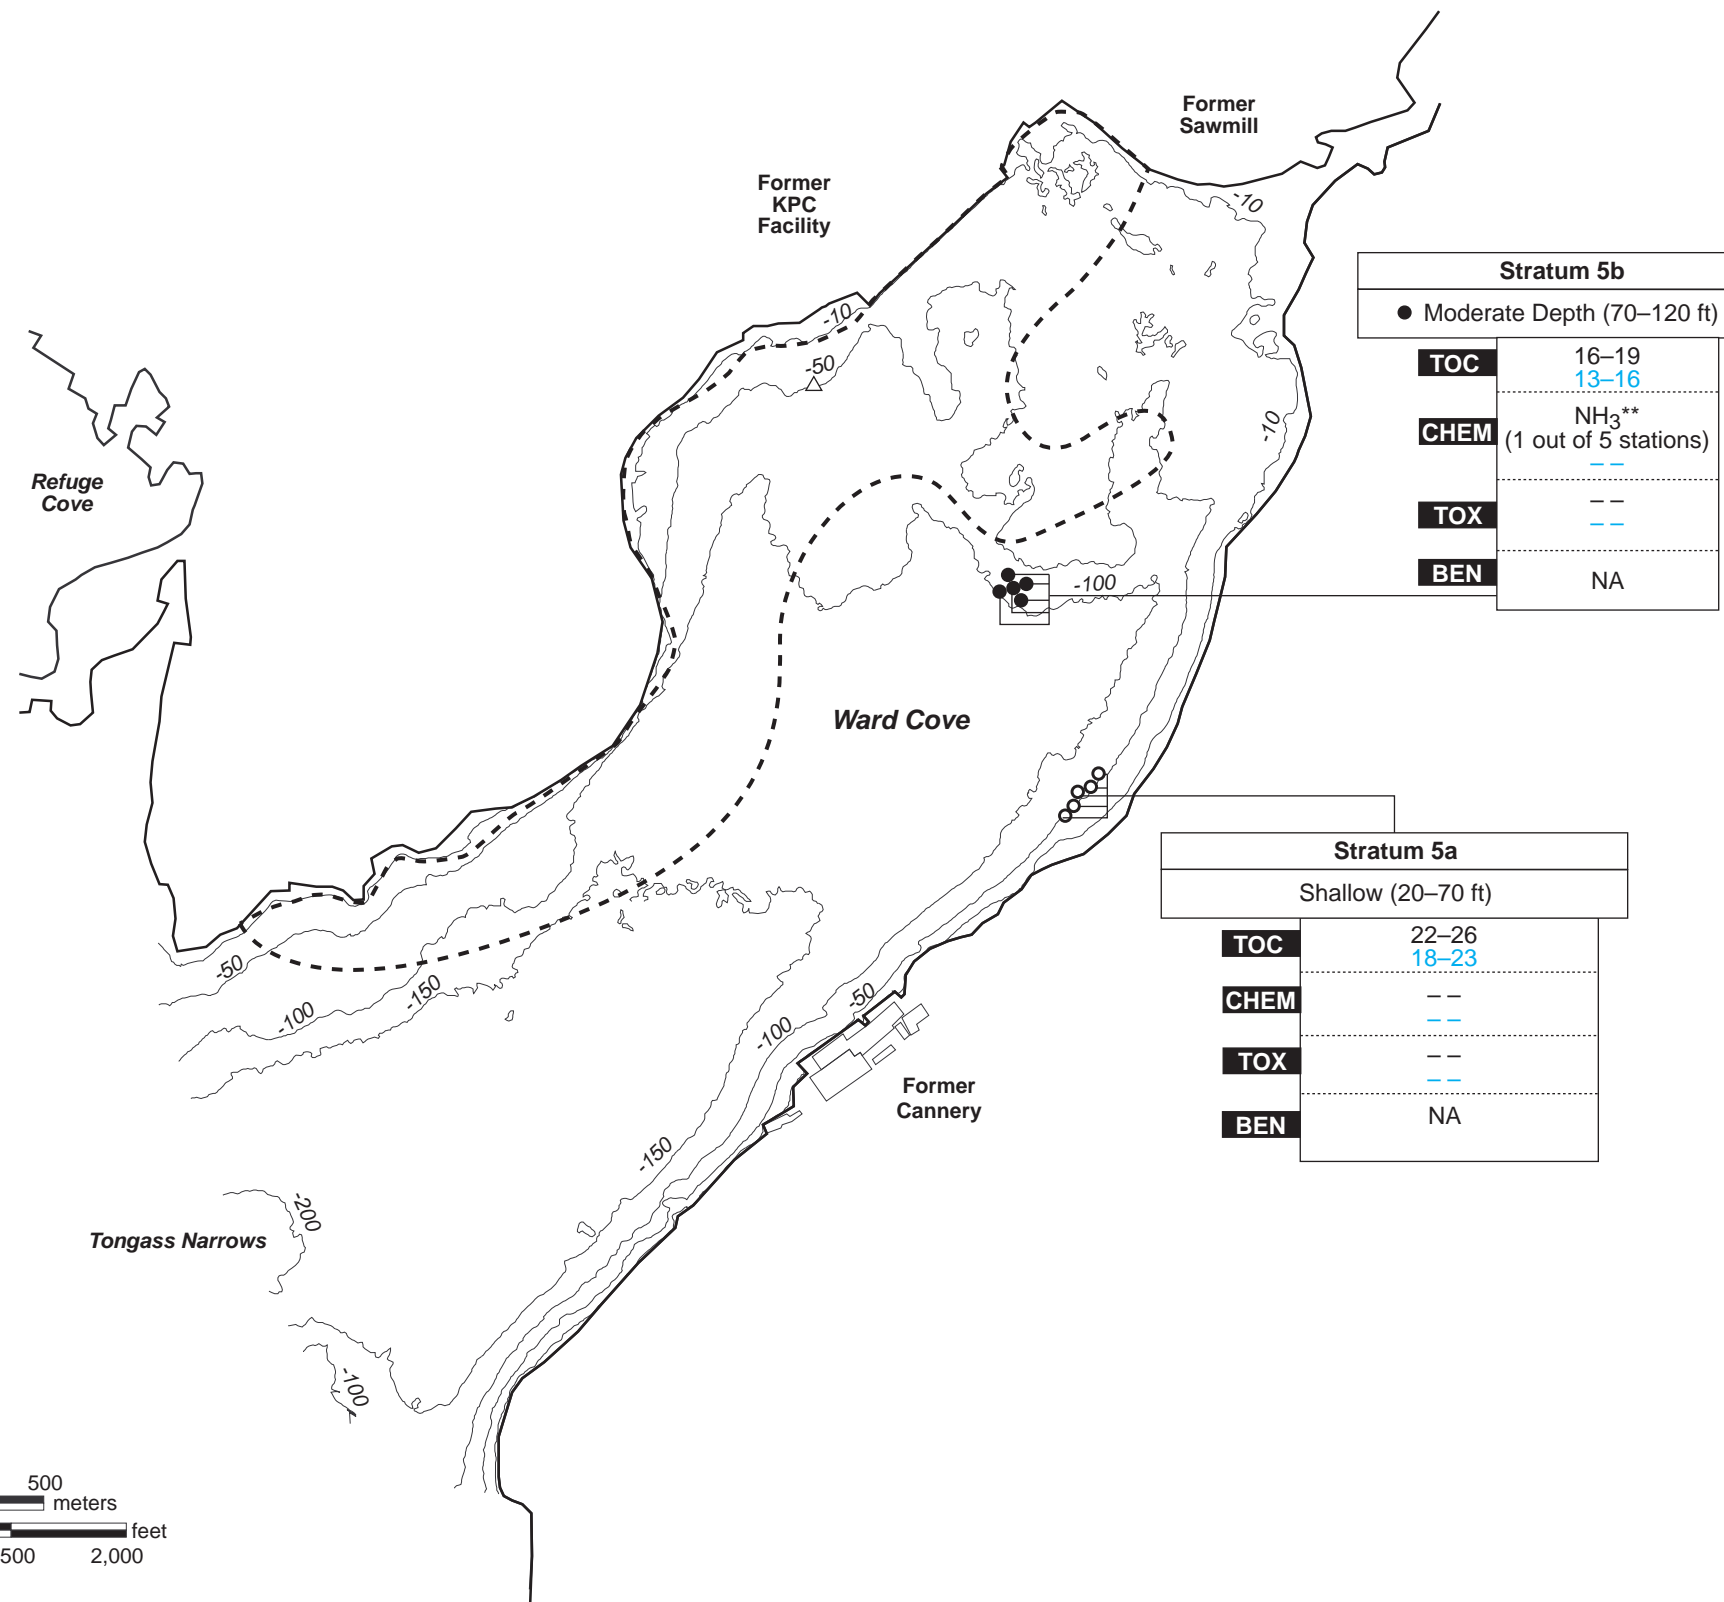 Former
Sawmill
Former
KPC
Facility
-10
-10
-50
-10
Stratum 5b
● Moderate Depth (70–120 ft)
TOC
16–19
13–16
CHEM
NH3**
(1 out of 5 stations)
– –
TOX
– –
– –
BEN
NA
Refuge
Cove
-100
Ward Cove
Stratum 5a
Shallow (20–70 ft)
TOC
22–26
18–23
CHEM
– –
– –
TOX
– –
– –
BEN
NA
-50
-100
-150
-50
-100
-150
Former
Cannery
-200
Tongass Narrows
-100
500
meters
feet
500 2,000